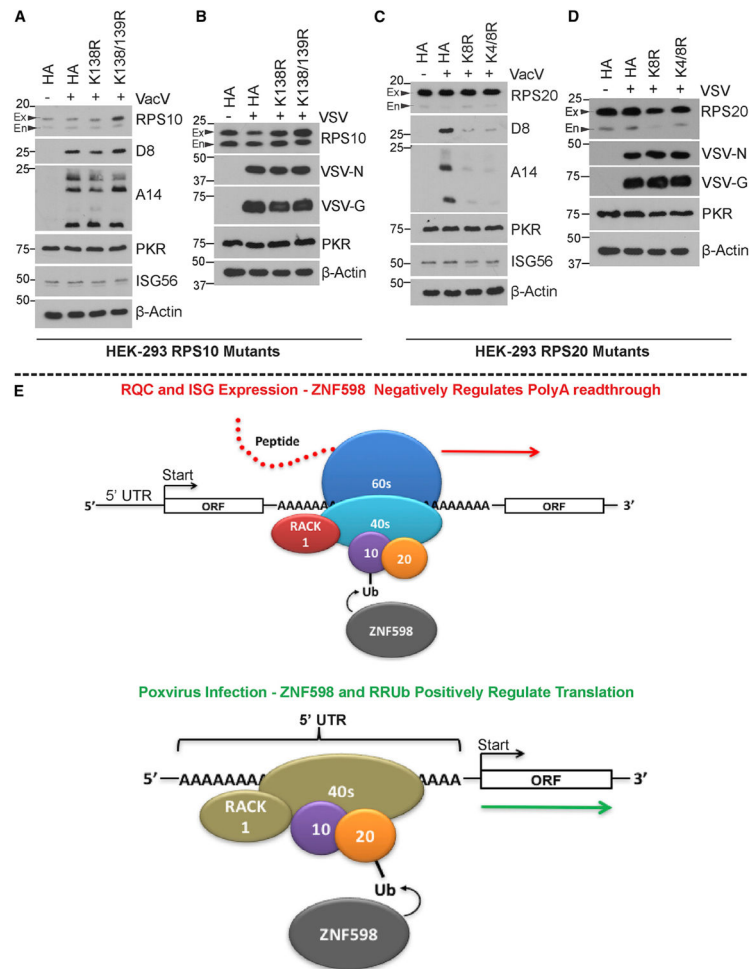 A
HA
HA
K138R
K138/139R
- + + + VacV
20
Ex
En
RPS10
25
D8
25
A14
75
PKR
50
ISG56
50
β-Actin
B
HA
HA
K138R
K138/139R
- + + + VSV
25
Ex
En
RPS10
50
37
VSV-N
75
VSV-G
75
PKR
50
37
β-Actin
HEK-293 RPS10 Mutants
C
HA
HA
K8R
K4/8R
- + + + VacV
20
Ex
En
RPS20
25
D8
25
A14
75
PKR
50
ISG56
50
β-Actin
D
HA
HA
K8R
K4/8R
- + + + VSV
25
Ex
En
RPS20
50
VSV-N
75
VSV-G
75
PKR
50
37
β-Actin
HEK-293 RPS20 Mutants
E
RQC and ISG Expression - ZNF598 Negatively Regulates PolyA readthrough
Peptide
60s
5' UTR
Start
5'
ORF
AAAAAAA
AAAAAAA
ORF
3'
40s
RACK
1
10
20
Ub
ZNF598
Poxvirus Infection - ZNF598 and RRUb Positively Regulate Translation
5' UTR
Start
5'
AAAAAAAA
AAAA
ORF
3'
40s
RACK
1
10
20
Ub
ZNF598